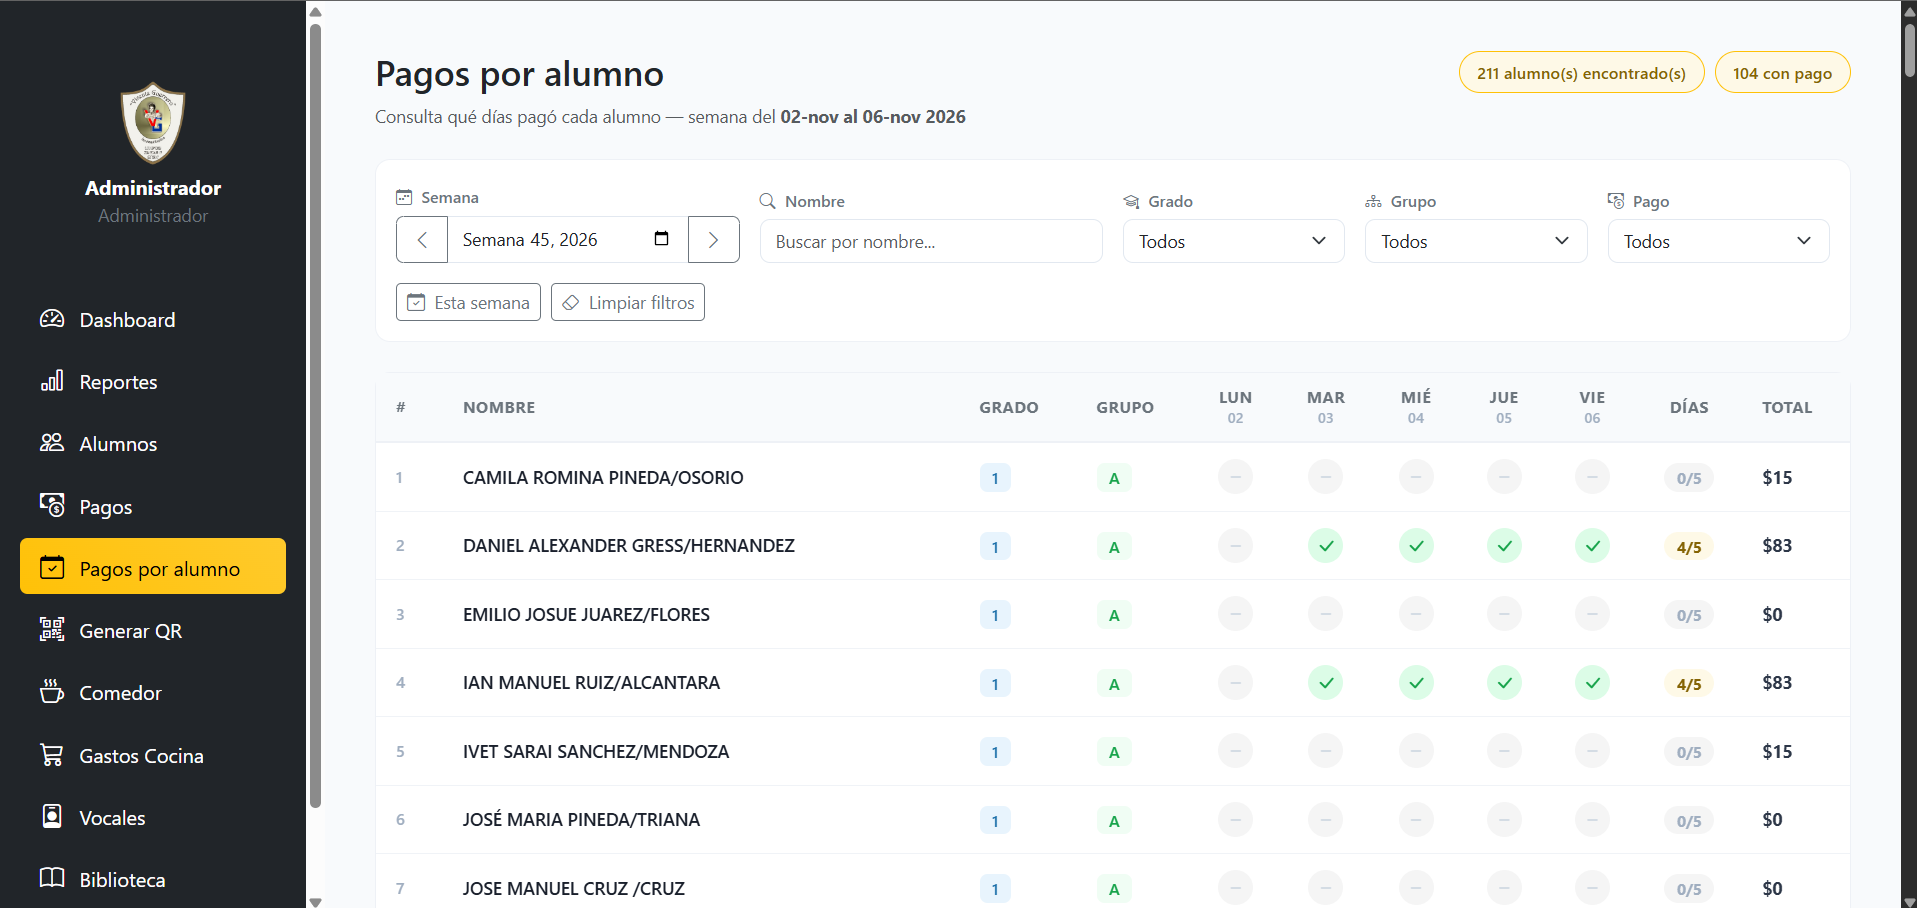 Administrador
Administrador
Dashboard
Reportes
Alumnos
Pagos
Pagos por alumno
Generar QR
Comedor
Gastos Cocina
Vocales
Biblioteca
Pagos por alumno
211 alumno(s) encontrado(s)
104 con pago
Consulta qué días pagó cada alumno — semana del 02-nov al 06-nov 2026
Semana
Nombre
Grado
Grupo
Pago
Semana 45, 2026
Buscar por nombre...
Todos
Todos
Todos
Esta semana
Limpiar filtros
# NOMBRE GRADO GRUPO LUN 02 MAR 03 MIÉ 04 JUE 05 VIE 06 DÍAS TOTAL
1 CAMILA ROMINA PINEDA/OSORIO 1 A – – – – – 0/5 $15
2 DANIEL ALEXANDER GRESS/HERNANDEZ 1 A – ✓ ✓ ✓ ✓ 4/5 $83
3 EMILIO JOSUE JUAREZ/FLORES 1 A – – – – – 0/5 $0
4 IAN MANUEL RUIZ/ALCANTARA 1 A – ✓ ✓ ✓ ✓ 4/5 $83
5 IVET SARAI SANCHEZ/MENDOZA 1 A – – – – – 0/5 $15
6 JOSÉ MARIA PINEDA/TRIANA 1 A – – – – – 0/5 $0
7 JOSE MANUEL CRUZ /CRUZ 1 A – – – – – 0/5 $0